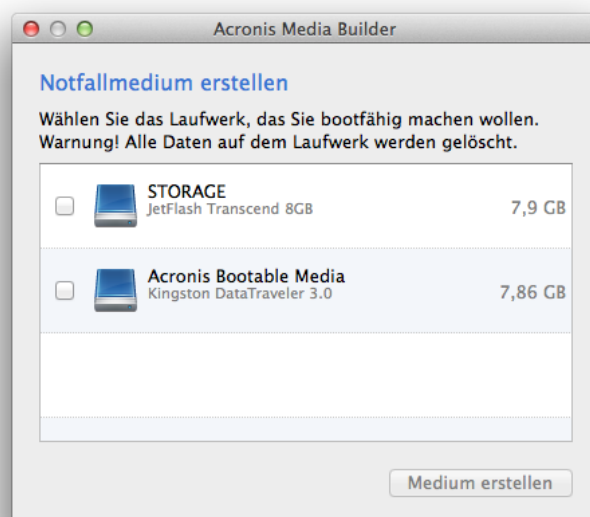 Acronis Media Builder
Notfallmedium erstellen
Wählen Sie das Laufwerk, das Sie bootfähig machen wollen.
Warnung! Alle Daten auf dem Laufwerk werden gelöscht.
STORAGE
JetFlash Transcend 8GB
7,9 GB
Acronis Bootable Media
Kingston DataTraveler 3.0
7,86 GB
Medium erstellen